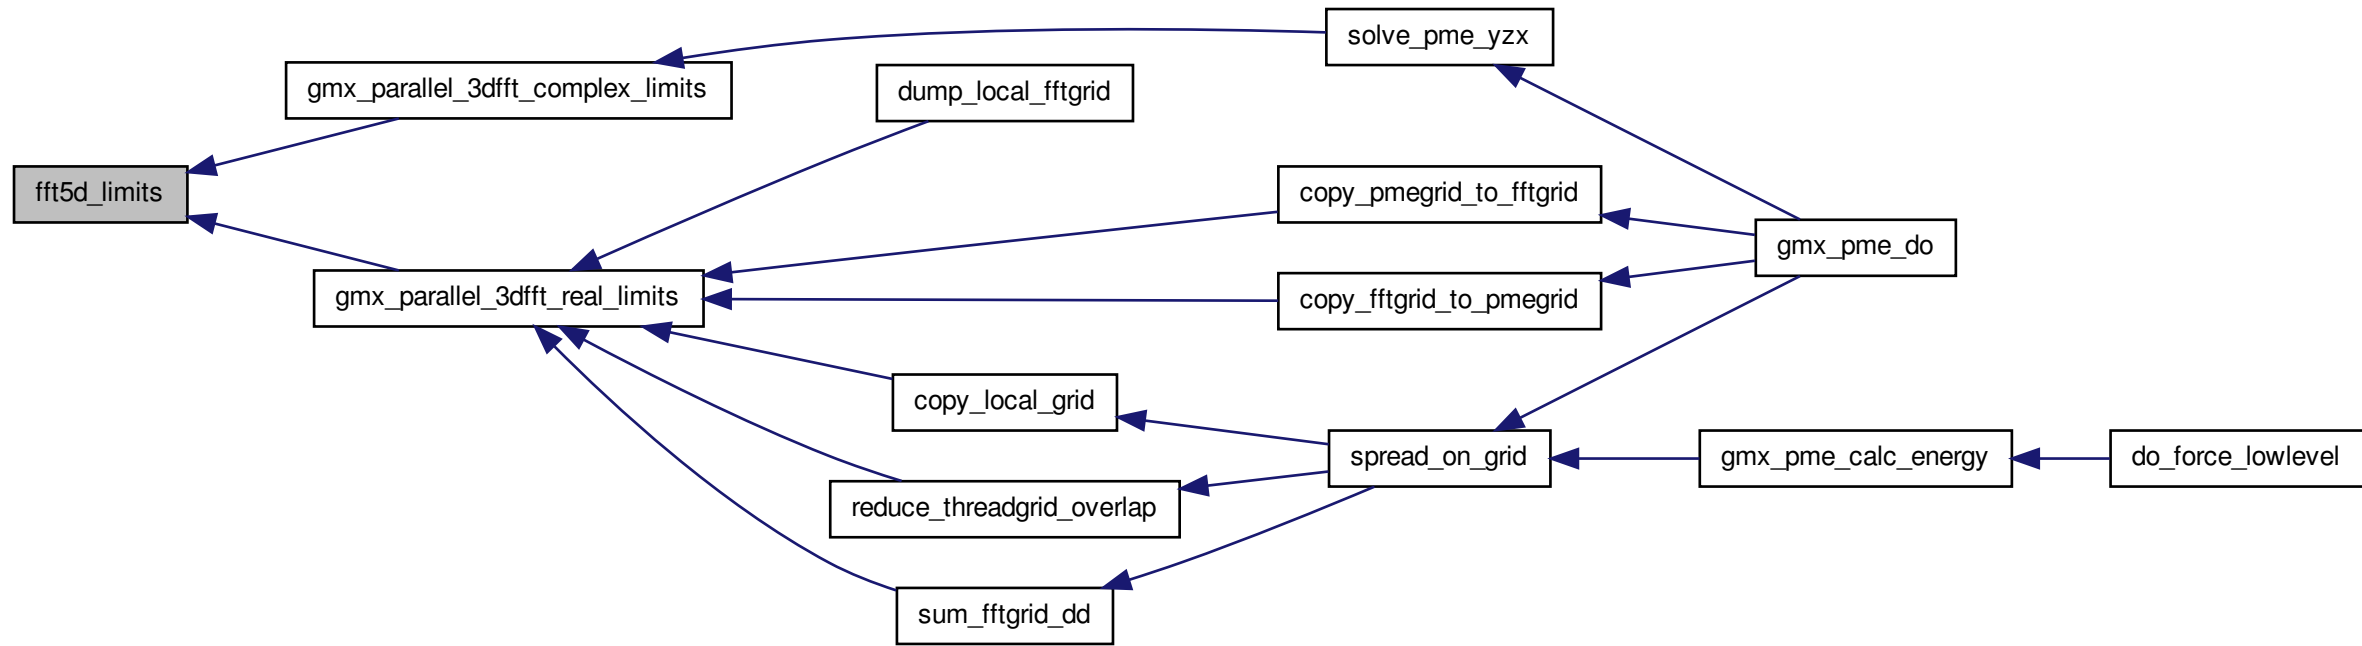 solve_pme_yzx
gmx_parallel_3dfft_complex_limits
dump_local_fftgrid
fft5d_limits
copy_pmegrid_to_fftgrid
gmx_pme_do
gmx_parallel_3dfft_real_limits
copy_fftgrid_to_pmegrid
copy_local_grid
spread_on_grid
gmx_pme_calc_energy
do_force_lowlevel
reduce_threadgrid_overlap
sum_fftgrid_dd